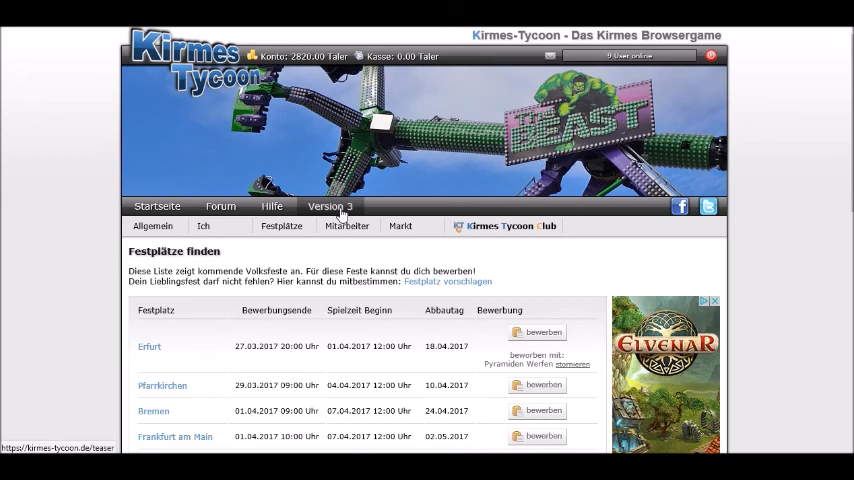 Kirmes-Tycoon - Das Kirmes Browsergame
Kirmes Tycoon
Konto: 2820.00 Taler Kasse: 0.00 Taler 9 User online
THE BEAST
Startseite Forum Hilfe Version 3
Allgemein Ich Festplätze Mitarbeiter Markt Kirmes Tycoon Club
Festplätze finden
Diese Liste zeigt kommende Volksfeste an. Für diese Feste kannst du dich bewerben!
Dein Lieblingsfest darf nicht fehlen? Hier kannst du mitbestimmen: Festplatz vorschlagen
Festplatz Bewerbungsende Spielzeit Beginn Abbautag Bewerbung
Erfurt 27.03.2017 20:00 Uhr 01.04.2017 12:00 Uhr 18.04.2017 bewerben
beworben mit:
Pyramiden Werfen stornieren
Pfarrkirchen 29.03.2017 09:00 Uhr 04.04.2017 12:00 Uhr 10.04.2017 bewerben
Bremen 01.04.2017 09:00 Uhr 07.04.2017 12:00 Uhr 24.04.2017 bewerben
Frankfurt am Main 01.04.2017 10:00 Uhr 07.04.2017 12:00 Uhr 02.05.2017 bewerben
ELVENAR
https://kirmes-tycoon.de/teaser